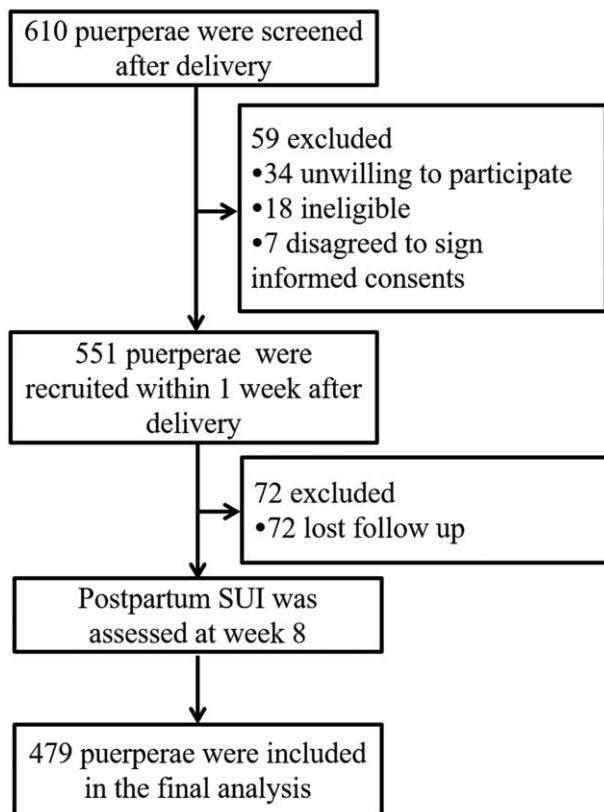 610 puerperae were screened
after delivery
59 excluded
•34 unwilling to participate
•18 ineligible
•7 disagreed to sign
informed consents
551 puerperae were
recruited within 1 week after
delivery
72 excluded
•72 lost follow up
Postpartum SUI was
assessed at week 8
479 puerperae were included
in the final analysis